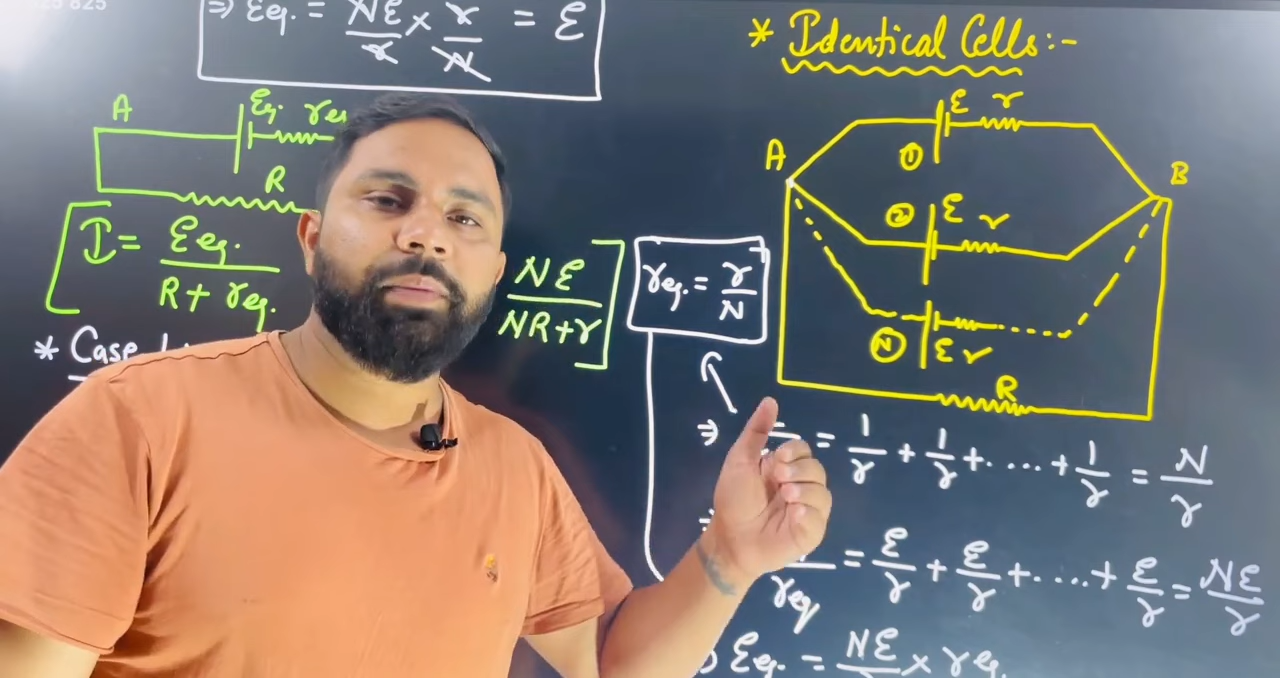 ⇒ Eeq. = NE/r × r/N = E
A
Eeq. req
R
[I = Eeq./(R + req.)
NE/(NR+r)]
* Case
* Identical Cells:-
A
B
① E r
② E r
Ⓝ E r
R
req. = r/N
⇒ = 1/r + 1/r + .... + 1/r = N/r
req = E/r + E/r + .... + E/r = NE/r
Eeq. = NE/ × req.